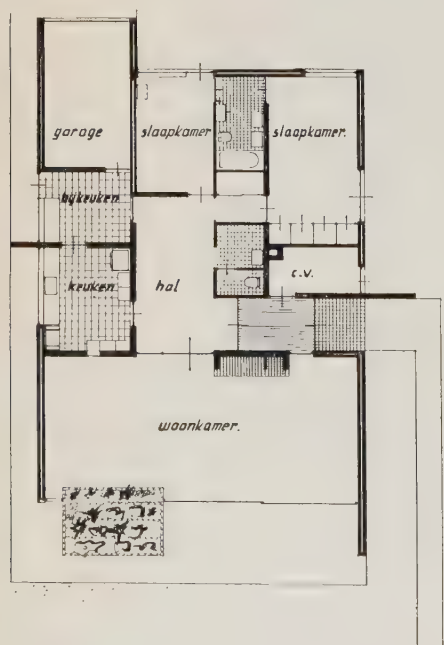 garage
slaapkamer
slaapkamer.
bijkeuken
keuken
hal
c.v.
woonkamer.